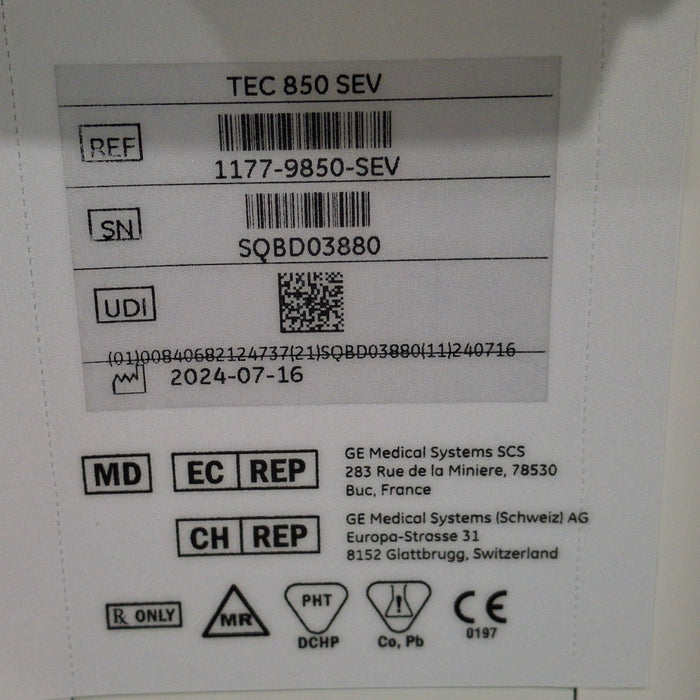 TEC 850 SEV
REF
1177-9850-SEV
SN
SQBD03880
UDI
(01)00840682124737(21)SQBD03880(11)240716
2024-07-16
MD EC REP
GE Medical Systems SCS
283 Rue de la Miniere, 78530
Buc, France
CH REP
GE Medical Systems (Schweiz) AG
Europa-Strasse 31
8152 Glattbrugg, Switzerland
℞ ONLY
MR
PHT
DCHP
!
Co, Pb
CE
0197